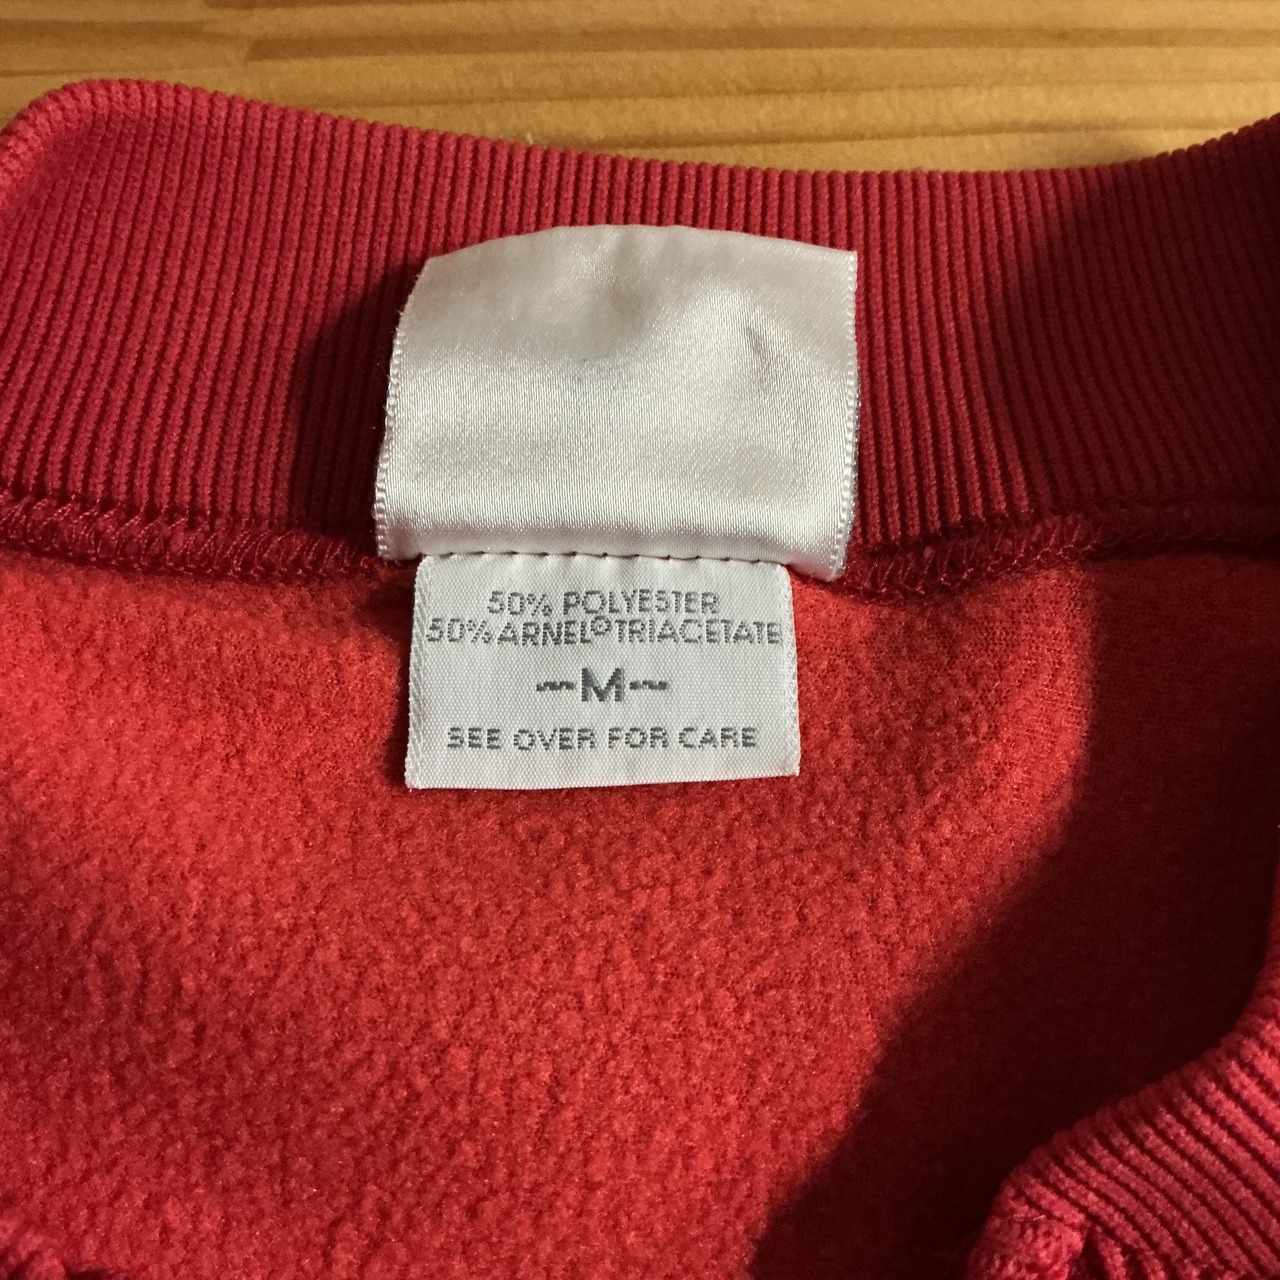 50% POLYESTER
50% ARNEL® TRIACETATE
~M~
SEE OVER FOR CARE